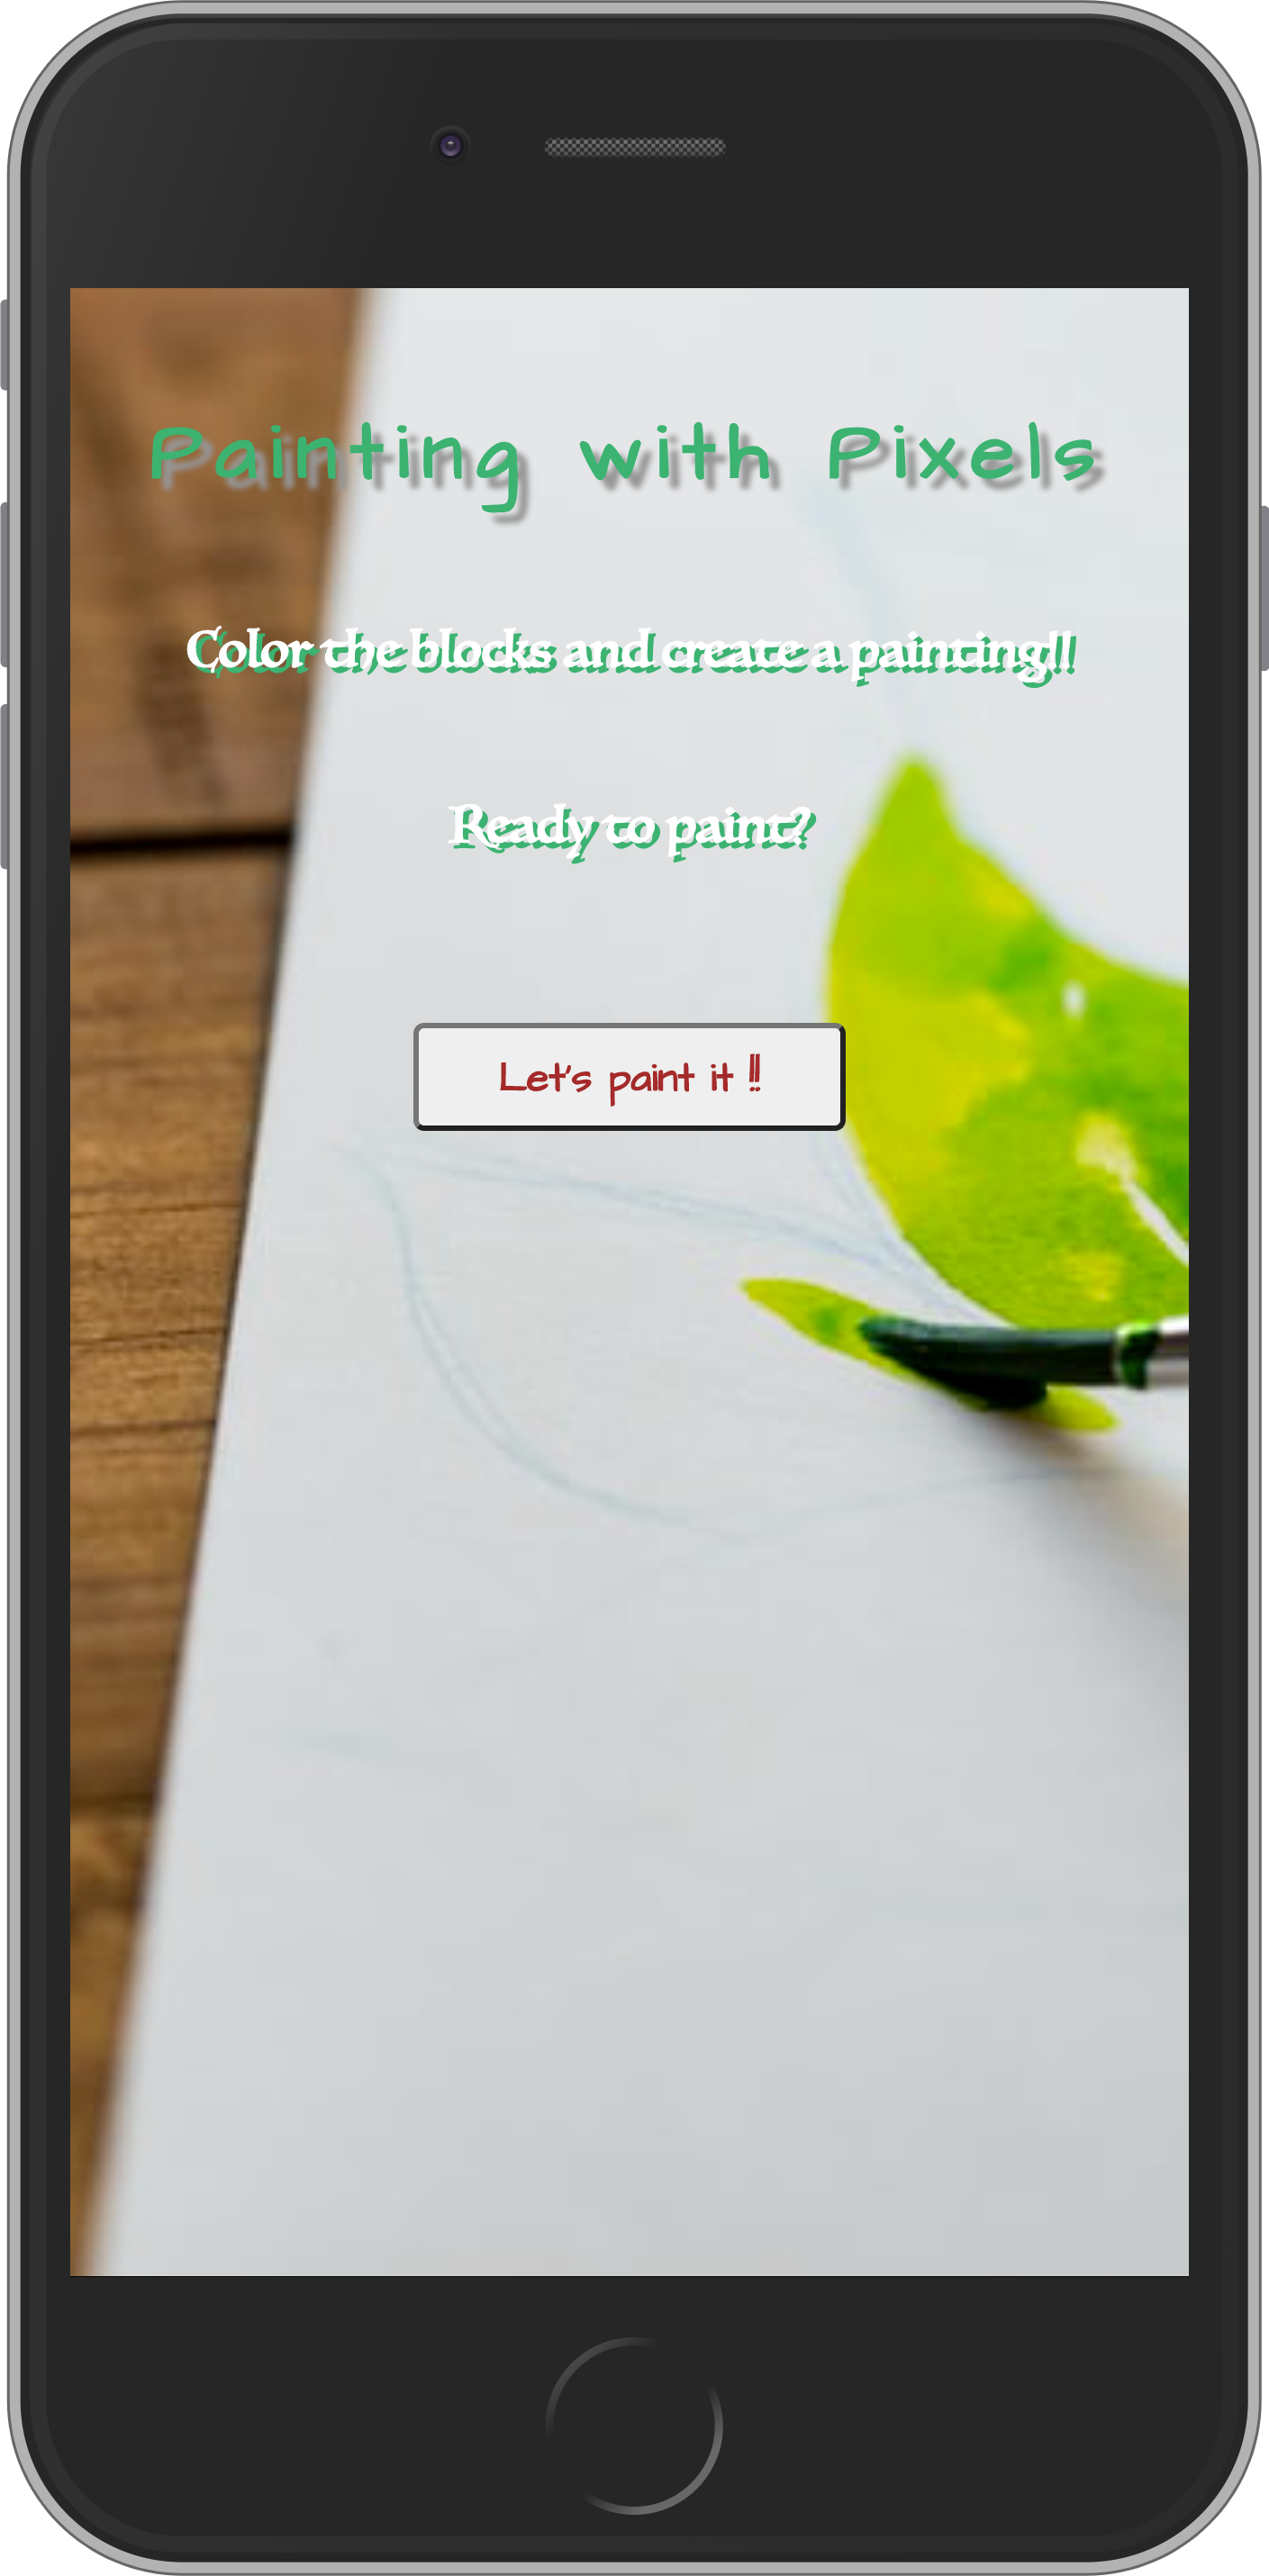 Painting with Pixels
Color the blocks and create a painting!!
Ready to paint?
Let's paint it !!